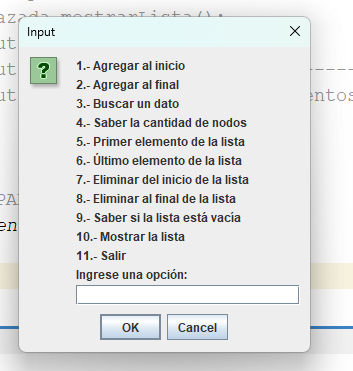 azada.mostrarLista();
Input
1.- Agregar al inicio
2.- Agregar al final
3.- Buscar un dato
4.- Saber la cantidad de nodos
5.- Primer elemento de la lista
6.- Último elemento de la lista
7.- Eliminar del inicio de la lista
8.- Eliminar al final de la lista
9.- Saber si la lista está vacía
10.- Mostrar la lista
11.- Salir
Ingrese una opción:
OK Cancel